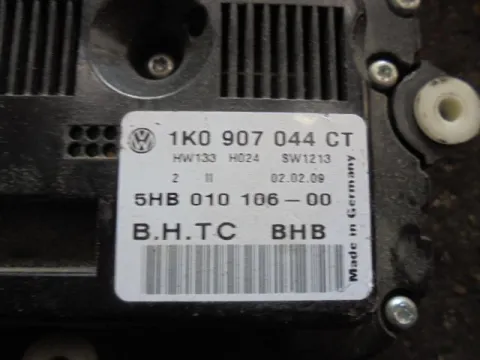 1K0 907 044 CT
HW133 H024 SW1213
2 II 02.02.09
5HB 010 106-00
B.H.T.C BHB
Made in Germany